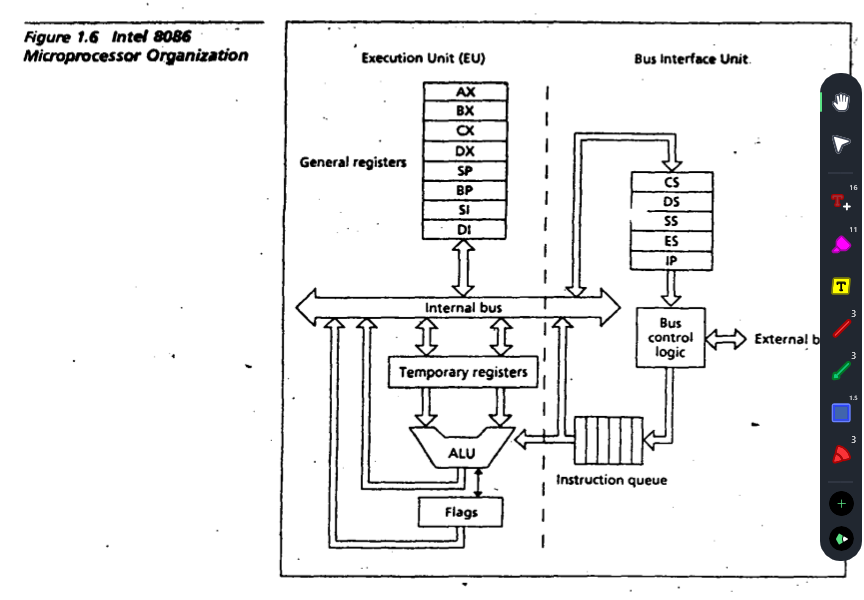 Figure 1.6 Intel 8086
Microprocessor Organization
Execution Unit (EU)
Bus Interface Unit
General registers
AX
BX
CX
DX
SP
BP
SI
DI
CS
DS
SS
ES
IP
Internal bus
Bus
control
logic
External b
Temporary registers
ALU
Instruction queue
Flags
T+
16
11
T
3
3
1.5
3